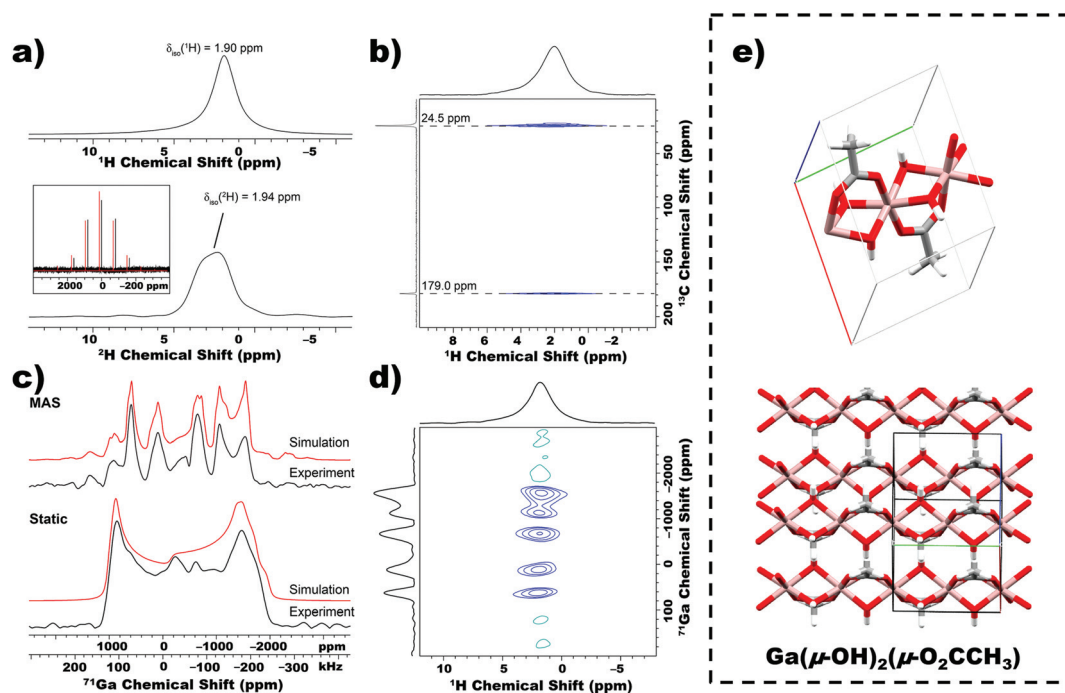 a)
δiso(¹H) = 1.90 ppm
10 5 0 −5
¹H Chemical Shift (ppm)
δiso(²H) = 1.94 ppm
2000 0 −200 ppm
10 5 0 −5
²H Chemical Shift (ppm)
b)
24.5 ppm
179.0 ppm
50
100
150
200
¹³C Chemical Shift (ppm)
8 6 4 2 0 −2
¹H Chemical Shift (ppm)
c)
MAS
Simulation
Experiment
Static
Simulation
Experiment
1000 0 −1000 −2000 ppm
200 100 0 −100 −200 −300 kHz
⁷¹Ga Chemical Shift (ppm)
d)
−2000
−1000
0
100
⁷¹Ga Chemical Shift (ppm)
10 5 0 −5
¹H Chemical Shift (ppm)
e)
Ga(μ-OH)₂(μ-O₂CCH₃)